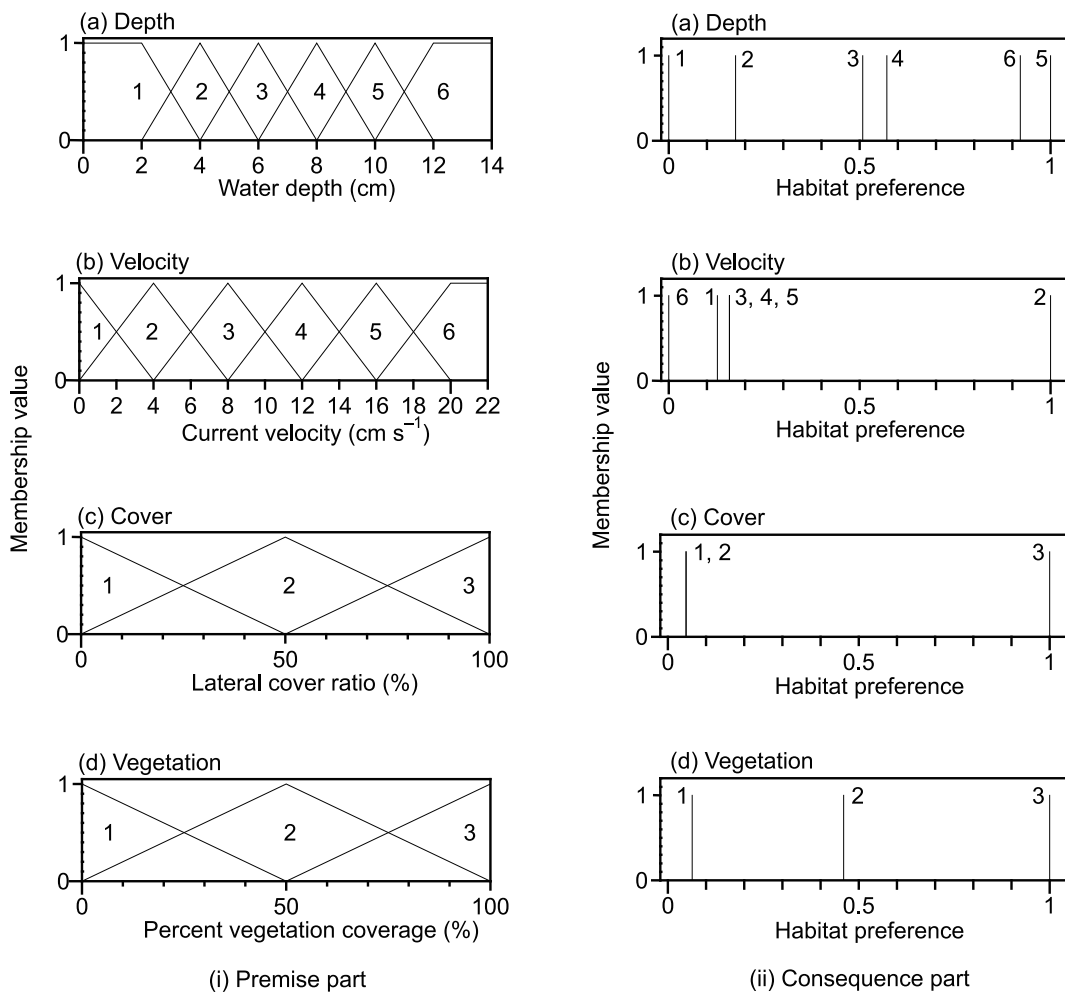 (a) Depth
1
0
1 2 3 4 5 6
0 2 4 6 8 10 12 14
Water depth (cm)
(b) Velocity
1
0
1 2 3 4 5 6
0 2 4 6 8 10 12 14 16 18 20 22
Current velocity (cm s⁻¹)
Membership value
(c) Cover
1
0
1 2 3
0 50 100
Lateral cover ratio (%)
(d) Vegetation
1
0
1 2 3
0 50 100
Percent vegetation coverage (%)
(i) Premise part
(a) Depth
1
0
1 2 3 4 6 5
0 0.5 1
Habitat preference
(b) Velocity
1
0
6 1 3, 4, 5 2
0 0.5 1
Habitat preference
Membership value
(c) Cover
1
0
1, 2 3
0 0.5 1
Habitat preference
(d) Vegetation
1
0
1 2 3
0 0.5 1
Habitat preference
(ii) Consequence part